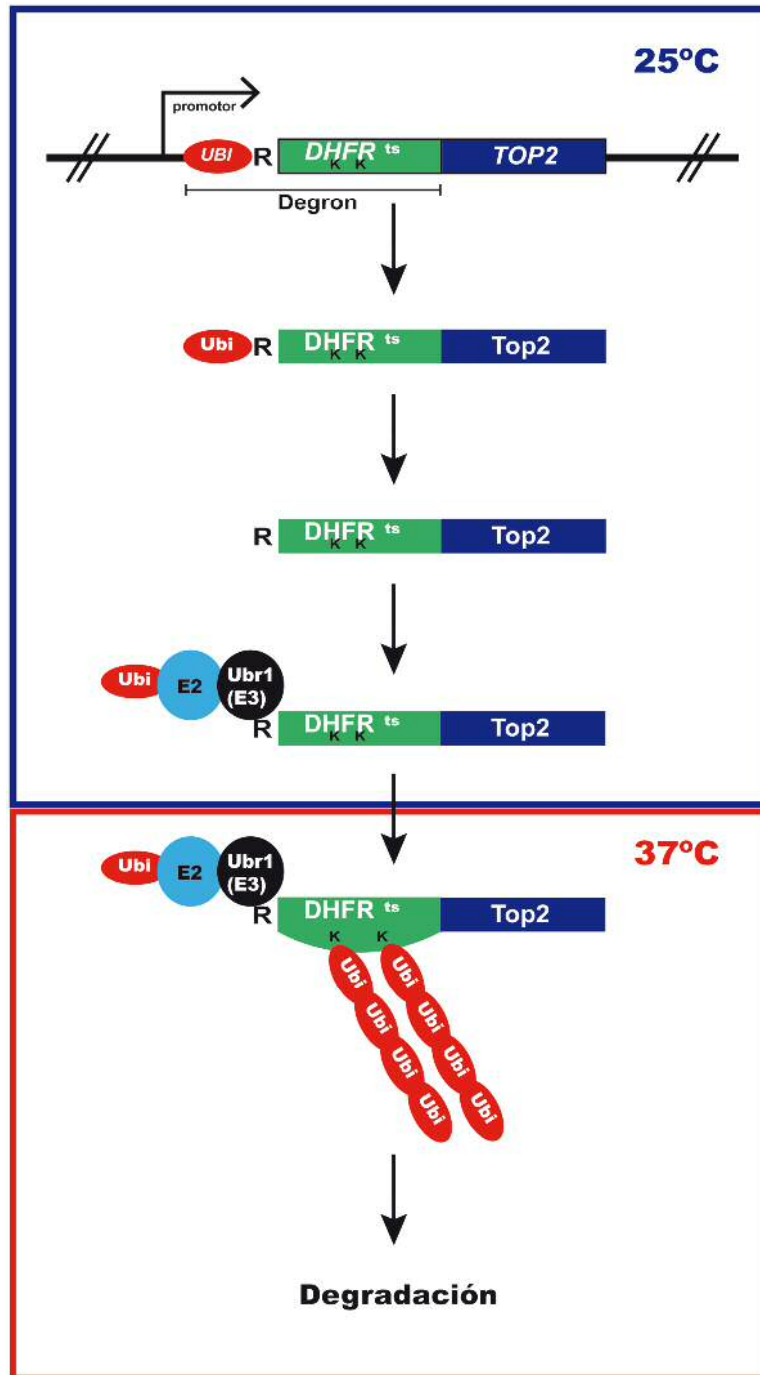 25ºC
promotor
UBI R DHFR ts TOP2
K K
Degron
Ubi R DHFR ts Top2
K K
R DHFR ts Top2
K K
Ubi E2 Ubr1
(E3)
R DHFR ts Top2
K K
37ºC
Ubi E2 Ubr1
(E3)
R DHFR ts Top2
K K
Ubi Ubi
Ubi Ubi
Ubi Ubi
Ubi Ubi
Degradación